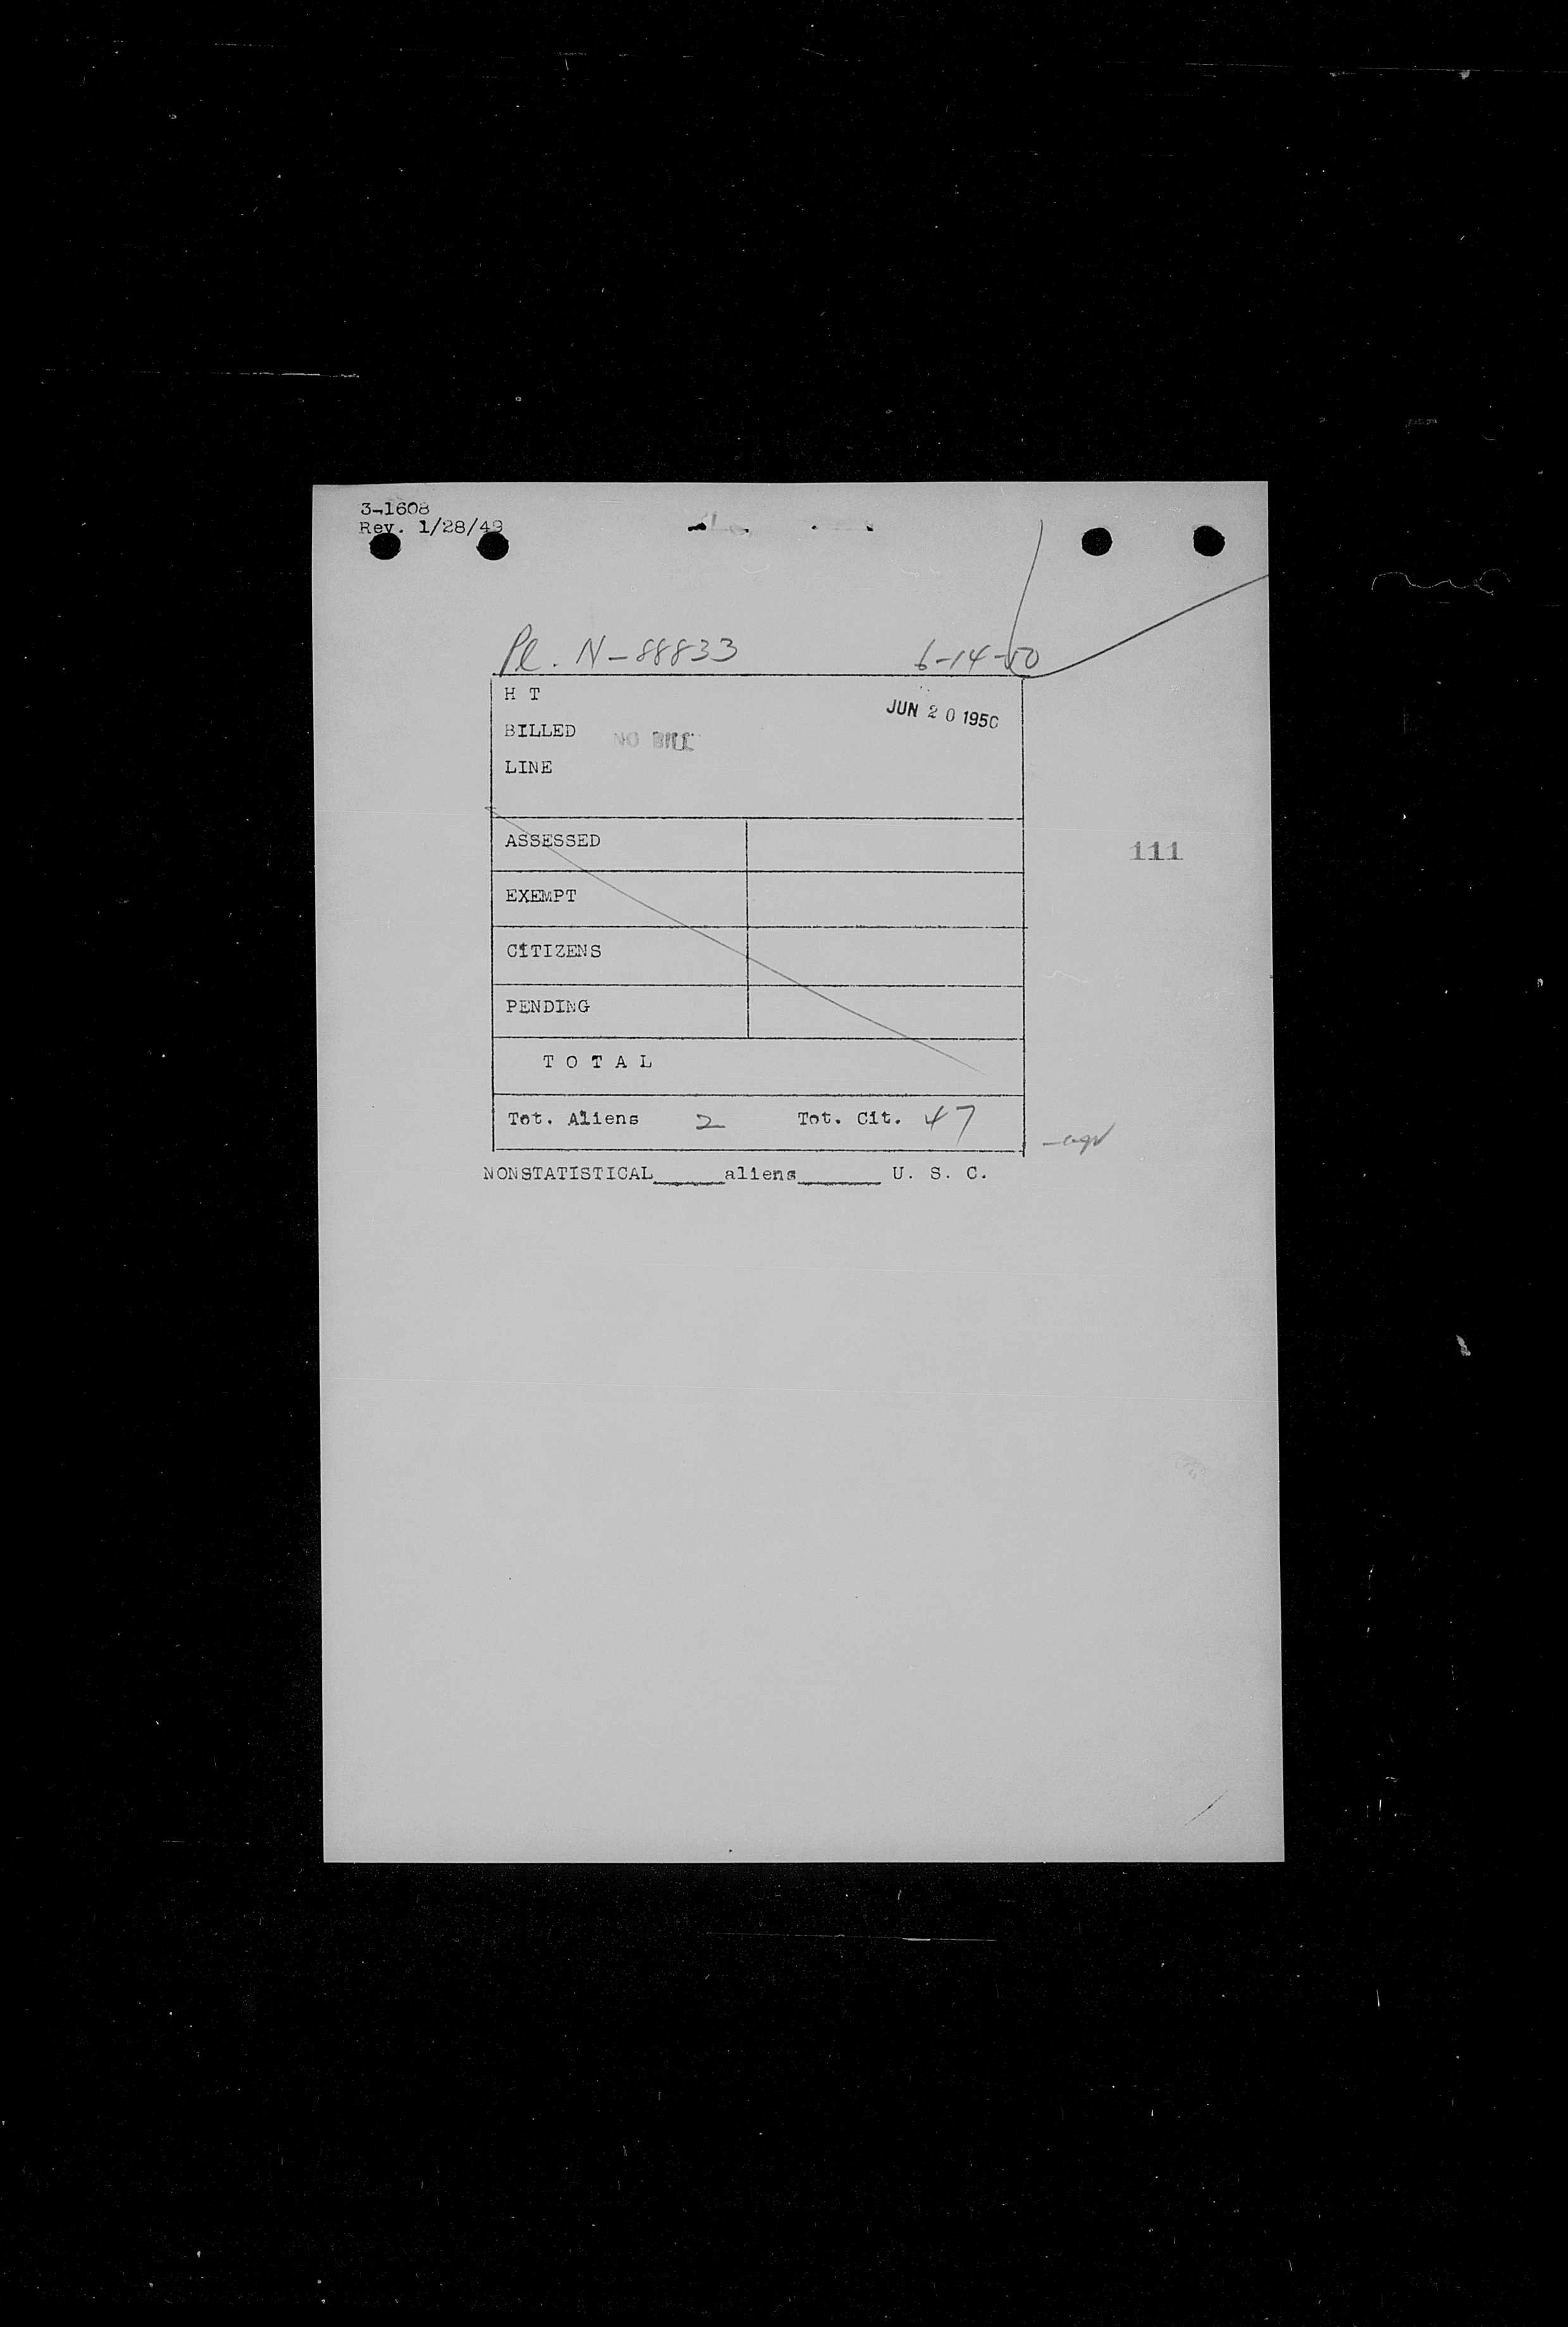 3-1608
Rev. 1/28/49
Pl. N-88833 6-14-50
H T
JUN 20 1950
BILLED NO BILL
LINE
ASSESSED
111
EXEMPT
CITIZENS
PENDING
T O T A L
Tot. Aliens 2 Tot. Cit. 47
NONSTATISTICAL_____aliens______ U. S. C.